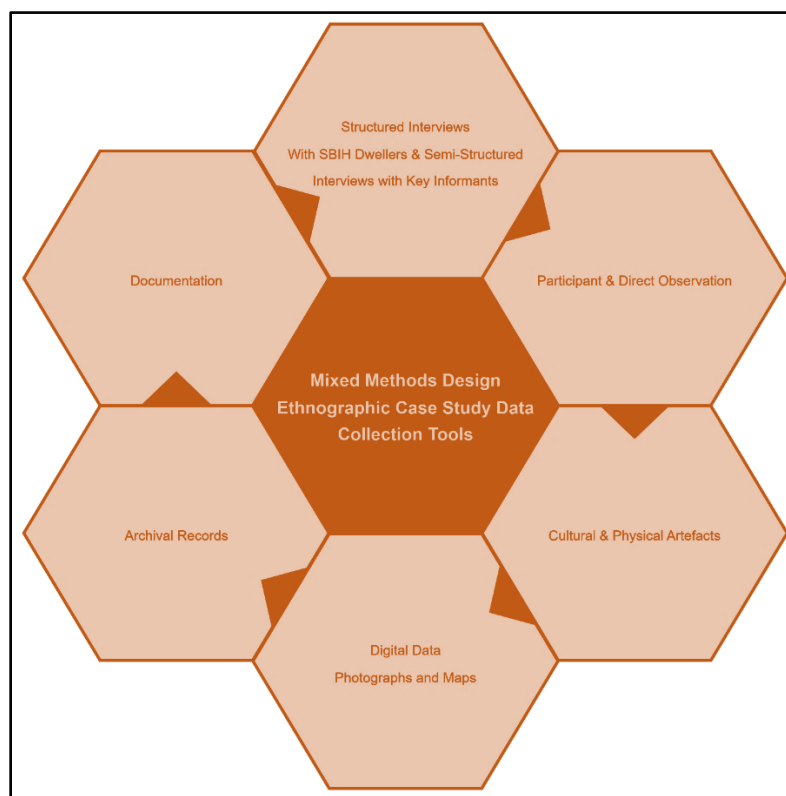 Structured Interviews
With SBIH Dwellers & Semi-Structured
Interviews with Key Informants
Documentation
Participant & Direct Observation
Mixed Methods Design
Ethnographic Case Study Data
Collection Tools
Archival Records
Cultural & Physical Artefacts
Digital Data
Photographs and Maps